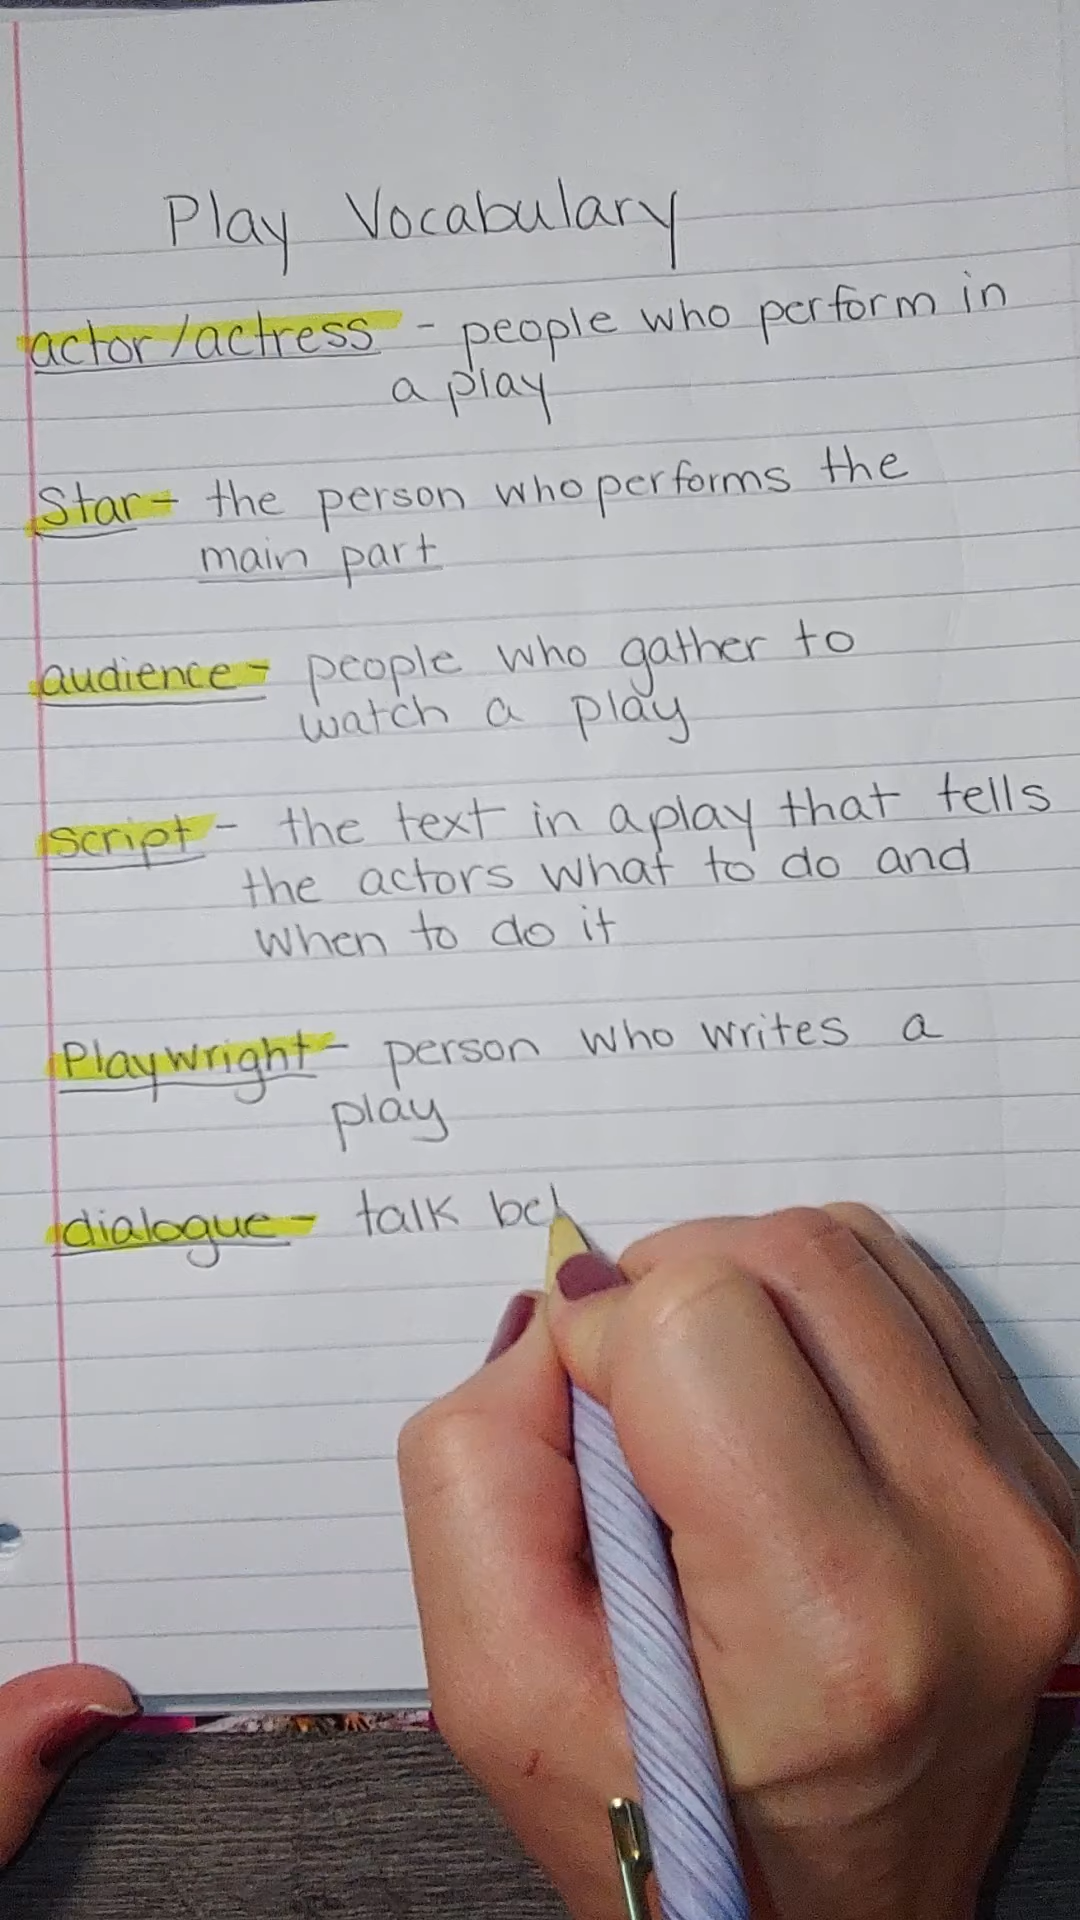 Play Vocabulary
actor/actress - people who perform in
a play
Star - the person who performs the
main part
audience - people who gather to
watch a play
script - the text in a play that tells
the actors what to do and
when to do it
Playwright - person who writes a
play
dialogue - talk